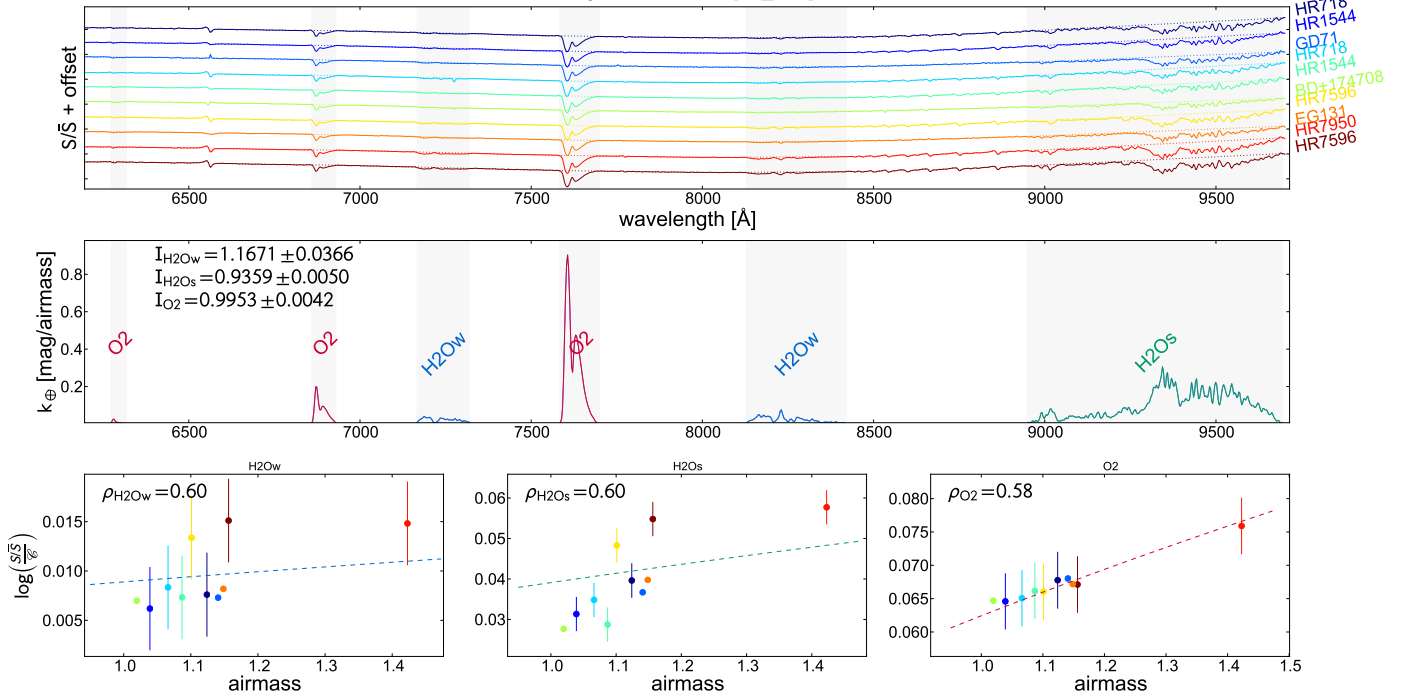 HR718
HR1544
GD71
HR718
HR1544
BD+174708
HR7596
EG131
HR7950
HR7596
S/S̄ + offset
6500 7000 7500 8000 8500 9000 9500
wavelength [Å]
k⊕ [mag/airmass]
0.8
0.6
0.4
0.2
I_H2Ow =1.1671 ±0.0366
I_H2Os =0.9359 ±0.0050
I_O2 =0.9953 ±0.0042
O2 O2 H2Ow O2 H2Ow H2Os
6500 7000 7500 8000 8500 9000 9500
H2Ow
ρ_H2Ow =0.60
log(S/S̄ / 𝒞)
0.015
0.010
0.005
1.0 1.1 1.2 1.3 1.4
airmass
H2Os
ρ_H2Os =0.60
0.06
0.05
0.04
0.03
1.0 1.1 1.2 1.3 1.4
airmass
O2
ρ_O2 =0.58
0.080
0.075
0.070
0.065
0.060
1.0 1.1 1.2 1.3 1.4 1.5
airmass